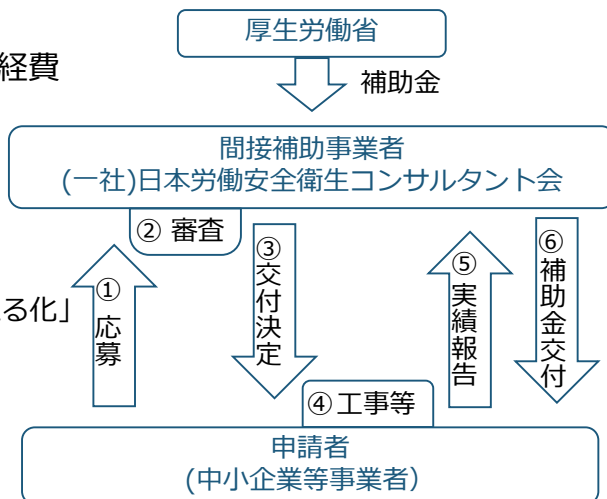 厚生労働省
経費
補助金
間接補助事業者
(一社)日本労働安全衛生コンサルタント会
② 審査
① 応募
③交付決定
⑤実績報告
⑥補助金交付
る化」
④工事等
申請者
(中小企業等事業者）